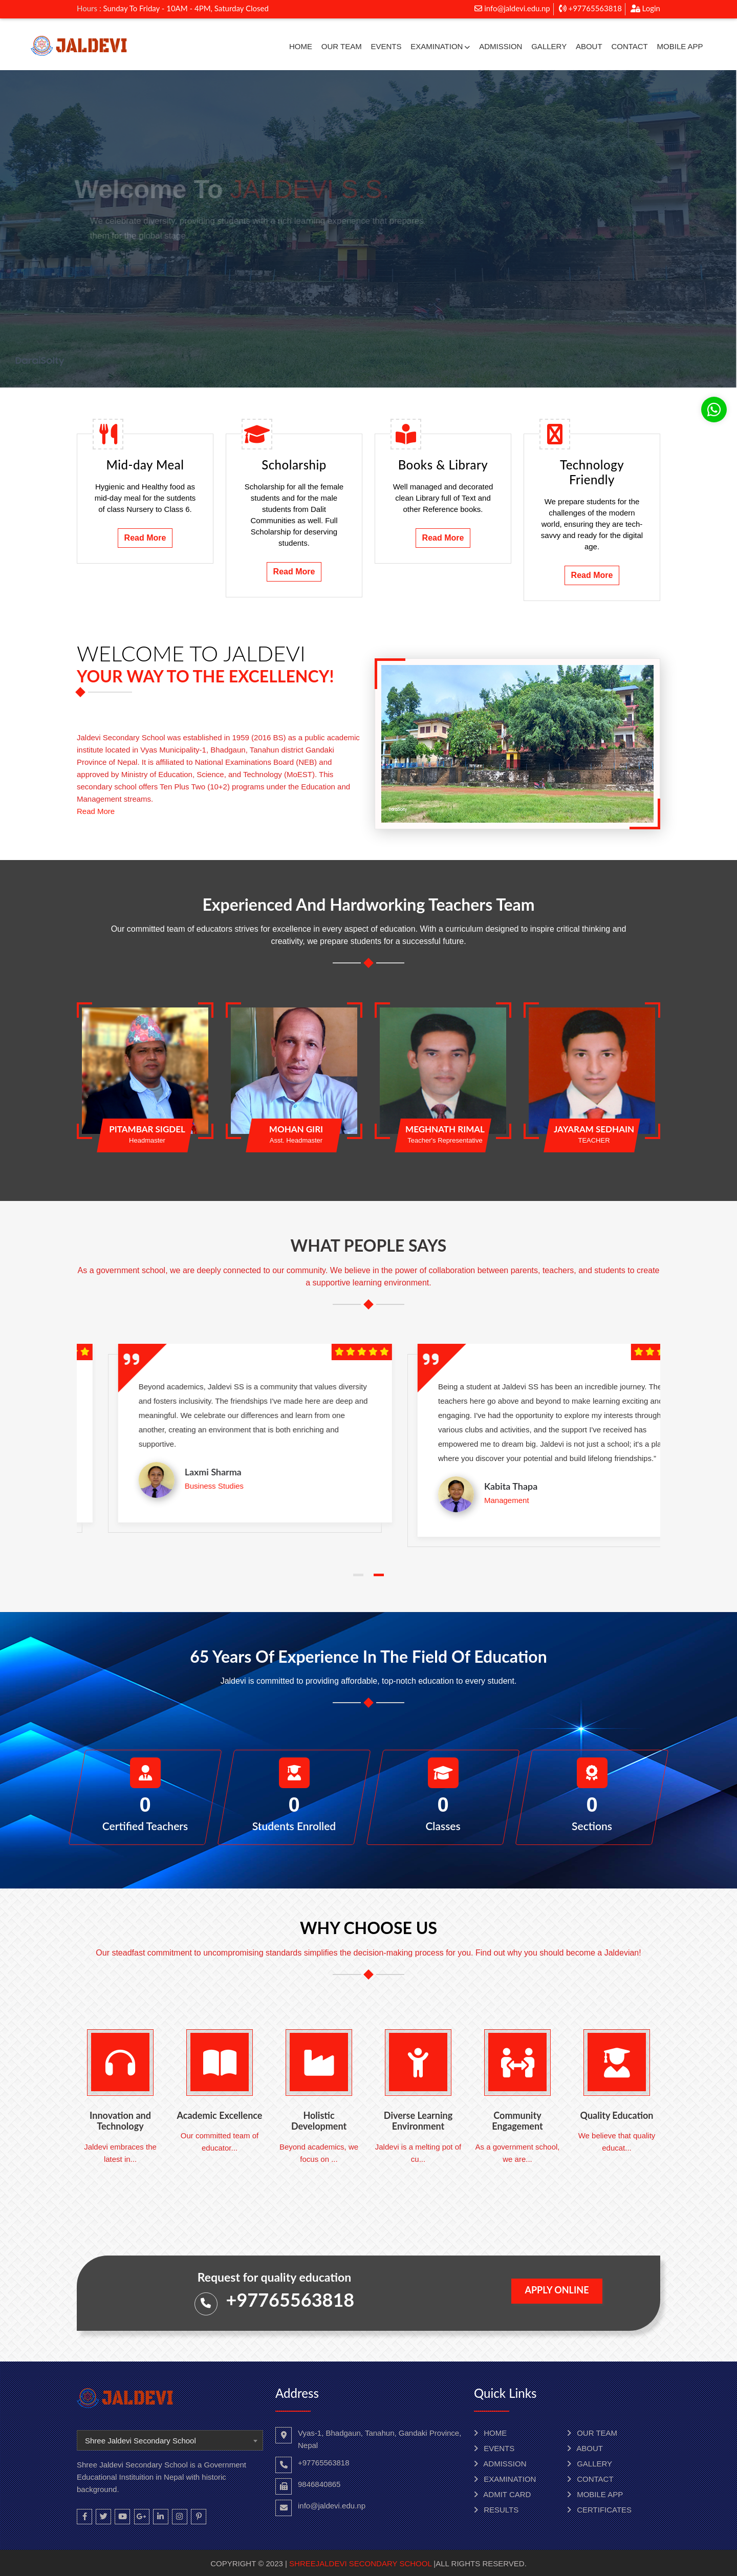 Hours : Sunday To Friday - 10AM - 4PM, Saturday Closed
info@jaldevi.edu.np
+97765563818
Login
JALDEVI
HOME
OUR TEAM
EVENTS
EXAMINATION
ADMISSION
GALLERY
ABOUT
CONTACT
MOBILE APP
Welcome To JALDEVI S.S
We celebrate diversity, providing students with a rich learning experience that prepares
them for the global stage.
Mid-day Meal
Hygienic and Healthy food as
mid-day meal for the sutdents
of class Nursery to Class 6.
Read More
Scholarship
Scholarship for all the female
students and for the male
students from Dalit
Communities as well. Full
Scholarship for deserving
students.
Read More
Books & Library
Well managed and decorated
clean Library full of Text and
other Reference books.
Read More
Technology
Friendly
We prepare students for the
challenges of the modern
world, ensuring they are tech-
savvy and ready for the digital
age.
Read More
WELCOME TO JALDEVI
YOUR WAY TO THE EXCELLENCY!
Jaldevi Secondary School was established in 1959 (2016 BS) as a public academic
institute located in Vyas Municipality-1, Bhadgaun, Tanahun district Gandaki
Province of Nepal. It is affiliated to National Examinations Board (NEB) and
approved by Ministry of Education, Science, and Technology (MoEST). This
secondary school offers Ten Plus Two (10+2) programs under the Education and
Management streams.
Read More
Experienced And Hardworking Teachers Team
Our committed team of educators strives for excellence in every aspect of education. With a curriculum designed to inspire critical thinking and
creativity, we prepare students for a successful future.
PITAMBAR SIGDEL
Headmaster
MOHAN GIRI
Asst. Headmaster
MEGHNATH RIMAL
Teacher's Representative
JAYARAM SEDHAIN
TEACHER
WHAT PEOPLE SAYS
As a government school, we are deeply connected to our community. We believe in the power of collaboration between parents, teachers, and students to create
a supportive learning environment.
Beyond academics, Jaldevi SS is a community that values diversity
and fosters inclusivity. The friendships I've made here are deep and
meaningful. We celebrate our differences and learn from one
another, creating an environment that is both enriching and
supportive.
Laxmi Sharma
Business Studies
Being a student at Jaldevi SS has been an incredible journey. The
teachers here go above and beyond to make learning exciting and
engaging. I've had the opportunity to explore my interests through
various clubs and activities, and the support I've received has
empowered me to dream big. Jaldevi is not just a school; it's a pla
where you discover your potential and build lifelong friendships."
Kabita Thapa
Management
65 Years Of Experience In The Field Of Education
Jaldevi is committed to providing affordable, top-notch education to every student.
0
Certified Teachers
0
Students Enrolled
0
Classes
0
Sections
WHY CHOOSE US
Our steadfast commitment to uncompromising standards simplifies the decision-making process for you. Find out why you should become a Jaldevian!
Innovation and
Technology
Jaldevi embraces the
latest in...
Academic Excellence
Our committed team of
educator...
Holistic
Development
Beyond academics, we
focus on ...
Diverse Learning
Environment
Jaldevi is a melting pot of
cu...
Community
Engagement
As a government school,
we are...
Quality Education
We believe that quality
educat...
Request for quality education
+97765563818
APPLY ONLINE
JALDEVI
Shree Jaldevi Secondary School
Shree Jaldevi Secondary School is a Government
Educational Instituition in Nepal with historic
background.
Address
Vyas-1, Bhadgaun, Tanahun, Gandaki Province,
Nepal
+97765563818
9846840865
info@jaldevi.edu.np
Quick Links
HOME
EVENTS
ADMISSION
EXAMINATION
ADMIT CARD
RESULTS
OUR TEAM
ABOUT
GALLERY
CONTACT
MOBILE APP
CERTIFICATES
COPYRIGHT © 2023 | SHREEJALDEVI SECONDARY SCHOOL |ALL RIGHTS RESERVED.